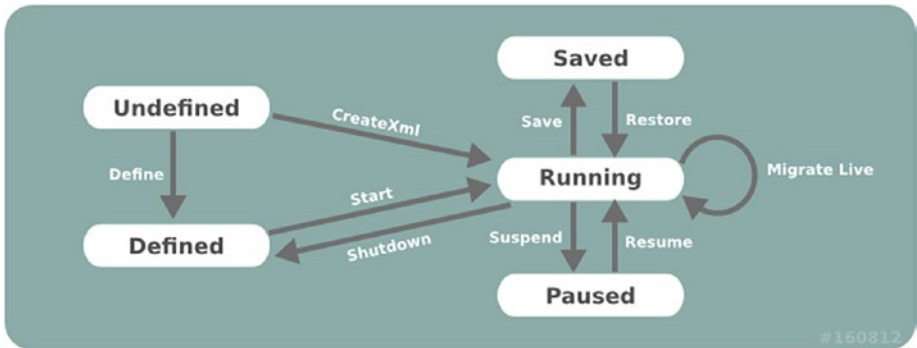 Saved
Undefined
CreateXml
Save
Restore
Define
Running
Migrate Live
Start
Defined
Shutdown
Suspend
Resume
Paused
#160812